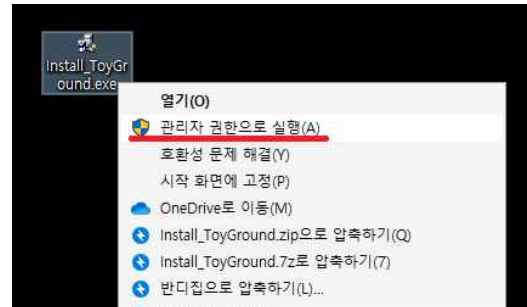 Install_ToyGr
ound.exe
열기(O)
관리자 권한으로 실행(A)
호환성 문제 해결(Y)
시작 화면에 고정(P)
OneDrive로 이동(M)
Install_ToyGround.zip으로 압축하기(Q)
Install_ToyGround.7z로 압축하기(7)
반디집으로 압축하기(L)...